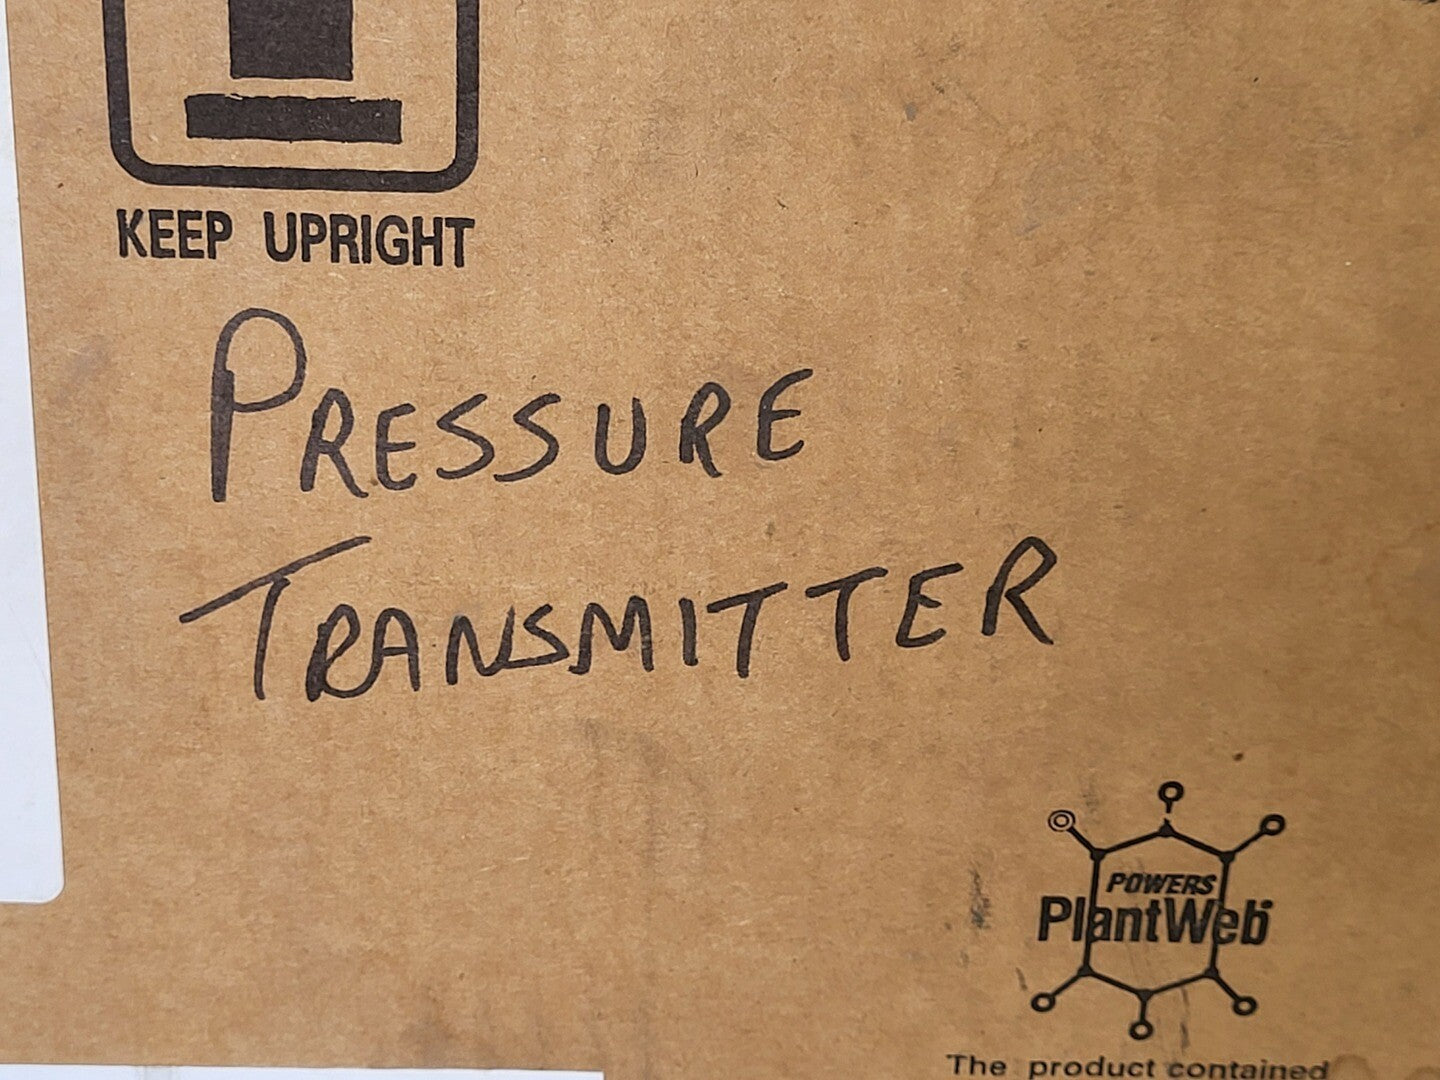 KEEP UPRIGHT
PRESSURE
TRANSMITTER
POWERS
PlantWeb
The product contained